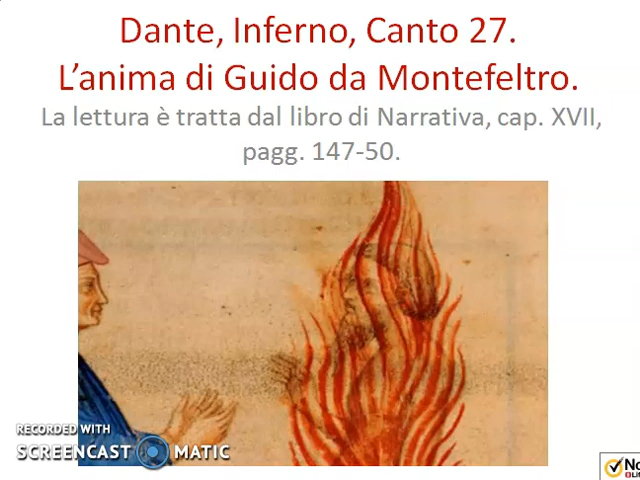 Dante, Inferno, Canto 27.
L’anima di Guido da Montefeltro.
La lettura è tratta dal libro di Narrativa, cap. XVII,
pagg. 147-50.
RECORDED WITH
SCREENCAST MATIC